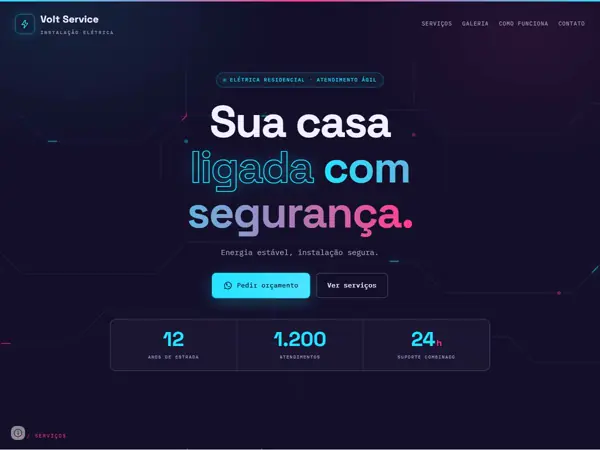 Volt Service
INSTALAÇÃO ELÉTRICA
SERVIÇOS GALERIA COMO FUNCIONA CONTATO
ELÉTRICA RESIDENCIAL · ATENDIMENTO ÁGIL
Sua casa
ligada com
segurança.
Energia estável, instalação segura.
Pedir orçamento
Ver serviços
12
ANOS DE ESTRADA
1.200
ATENDIMENTOS
24h
SUPORTE COMBINADO
SERVIÇOS